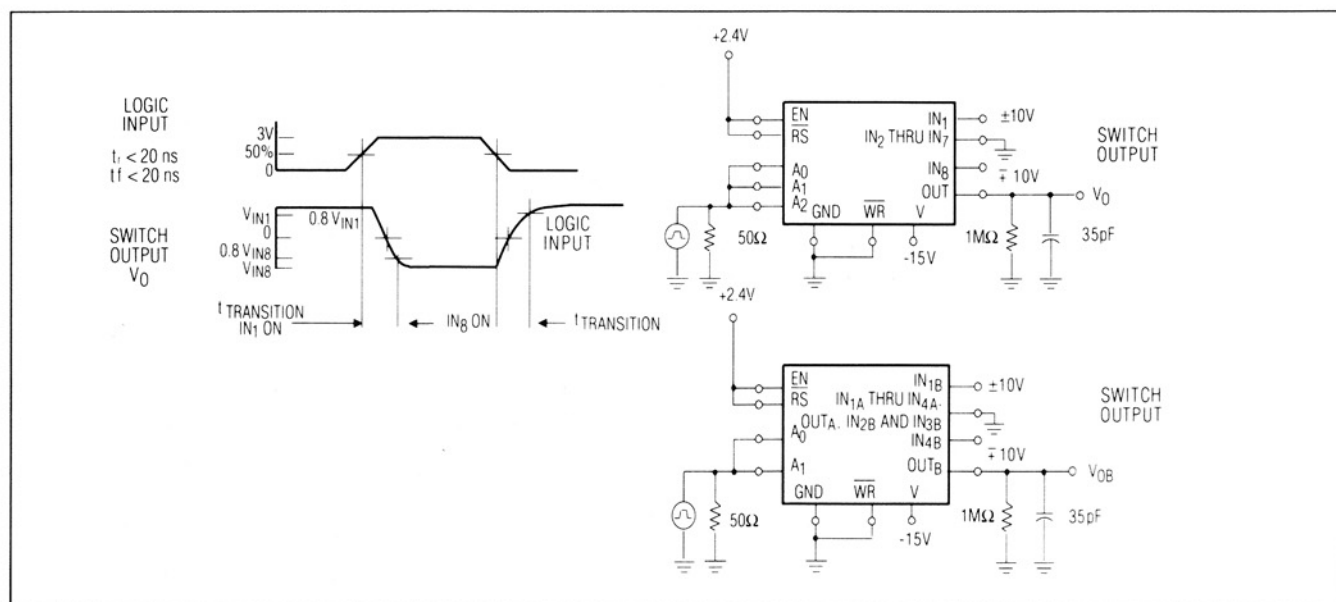 LOGIC
INPUT
tr < 20 ns
tf < 20 ns
3V
50%
0
SWITCH
OUTPUT
VO
VIN1
0
0.8 VIN8
VIN8
0.8 VIN1
LOGIC
INPUT
t TRANSITION
IN1 ON
IN8 ON
t TRANSITION
+2.4V
EN
RS
A0
A1
A2
GND
WR
V
IN1
IN2 THRU IN7
IN8
OUT
±10V
∓10V
SWITCH
OUTPUT
VO
50Ω
-15V
1MΩ
35pF
+2.4V
EN
RS
A0
A1
GND
WR
V
IN1B
IN1A THRU IN4A.
OUTA. IN2B AND IN3B
IN4B
OUTB
±10V
∓10V
SWITCH
OUTPUT
VOB
50Ω
-15V
1MΩ
35pF